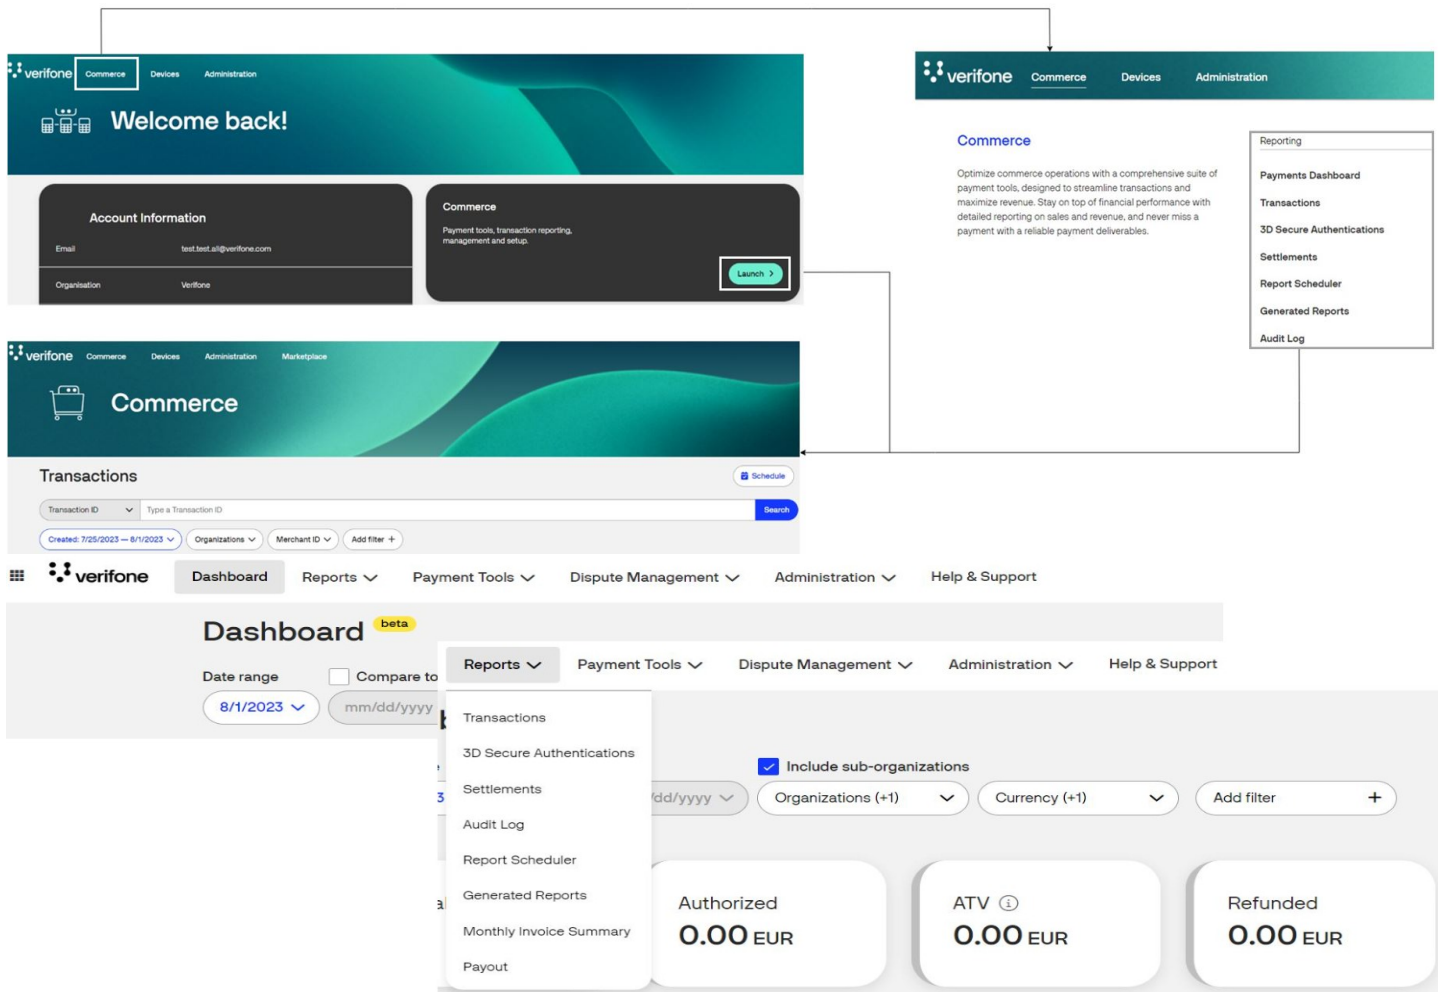 verifone Commerce Devices Administration
Welcome back!
Account Information
Email test.test.all@verifone.com
Organisation Verifone
Commerce
Payment tools, transaction reporting,
management and setup.
Launch >
verifone Commerce Devices Administration
Commerce
Optimize commerce operations with a comprehensive suite of
payment tools, designed to streamline transactions and
maximize revenue. Stay on top of financial performance with
detailed reporting on sales and revenue, and never miss a
payment with a reliable payment deliverables.
Reporting
Payments Dashboard
Transactions
3D Secure Authentications
Settlements
Report Scheduler
Generated Reports
Audit Log
verifone Commerce Devices Administration Marketplace
Commerce
Transactions
Schedule
Transaction ID Type a Transaction ID Search
Created: 7/25/2023 — 8/1/2023 Organizations Merchant ID Add filter +
verifone Dashboard Reports Payment Tools Dispute Management Administration Help & Support
Dashboard beta
Date range Compare to
8/1/2023 mm/dd/yyyy
Reports Payment Tools Dispute Management Administration Help & Support
Transactions
3D Secure Authentications
Settlements
Audit Log
Report Scheduler
Generated Reports
Monthly Invoice Summary
Payout
Include sub-organizations
/dd/yyyy Organizations (+1) Currency (+1) Add filter +
Authorized
0.00 EUR
ATV
0.00 EUR
Refunded
0.00 EUR